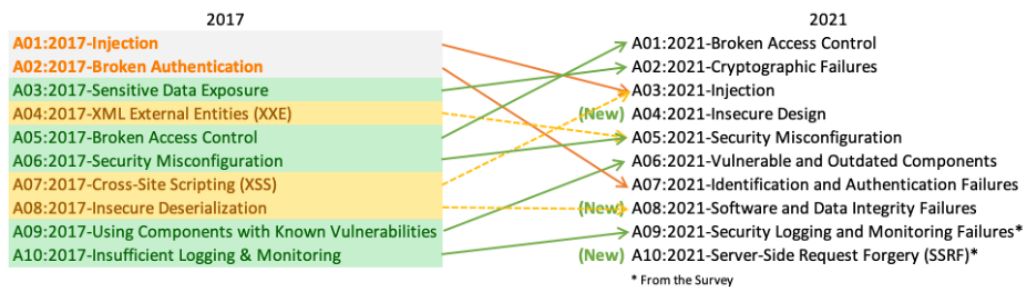 2017
A01:2017-Injection
A02:2017-Broken Authentication
A03:2017-Sensitive Data Exposure
A04:2017-XML External Entities (XXE)
A05:2017-Broken Access Control
A06:2017-Security Misconfiguration
A07:2017-Cross-Site Scripting (XSS)
A08:2017-Insecure Deserialization
A09:2017-Using Components with Known Vulnerabilities
A10:2017-Insufficient Logging & Monitoring
2021
A01:2021-Broken Access Control
A02:2021-Cryptographic Failures
A03:2021-Injection
(New) A04:2021-Insecure Design
A05:2021-Security Misconfiguration
A06:2021-Vulnerable and Outdated Components
A07:2021-Identification and Authentication Failures
(New) A08:2021-Software and Data Integrity Failures
A09:2021-Security Logging and Monitoring Failures*
(New) A10:2021-Server-Side Request Forgery (SSRF)*
* From the Survey